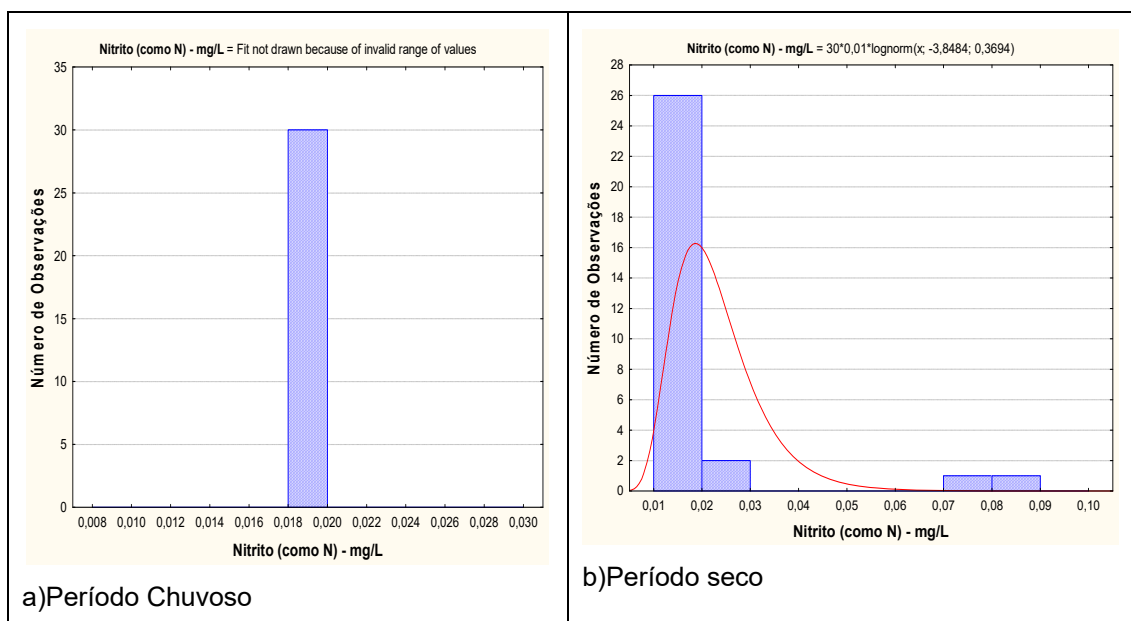 Nitrito (como N) - mg/L = Fit not drawn because of invalid range of values
35
30
25
20
15
10
5
0
Número de Observações
0,008 0,010 0,012 0,014 0,016 0,018 0,020 0,022 0,024 0,026 0,028 0,030
Nitrito (como N) - mg/L
a)Período Chuvoso
Nitrito (como N) - mg/L = 30*0,01*lognorm(x; -3,8484; 0,3694)
28
26
24
22
20
18
16
14
12
10
8
6
4
2
0
Número de Observações
0,01 0,02 0,03 0,04 0,05 0,06 0,07 0,08 0,09 0,10
Nitrito (como N) - mg/L
b)Período seco